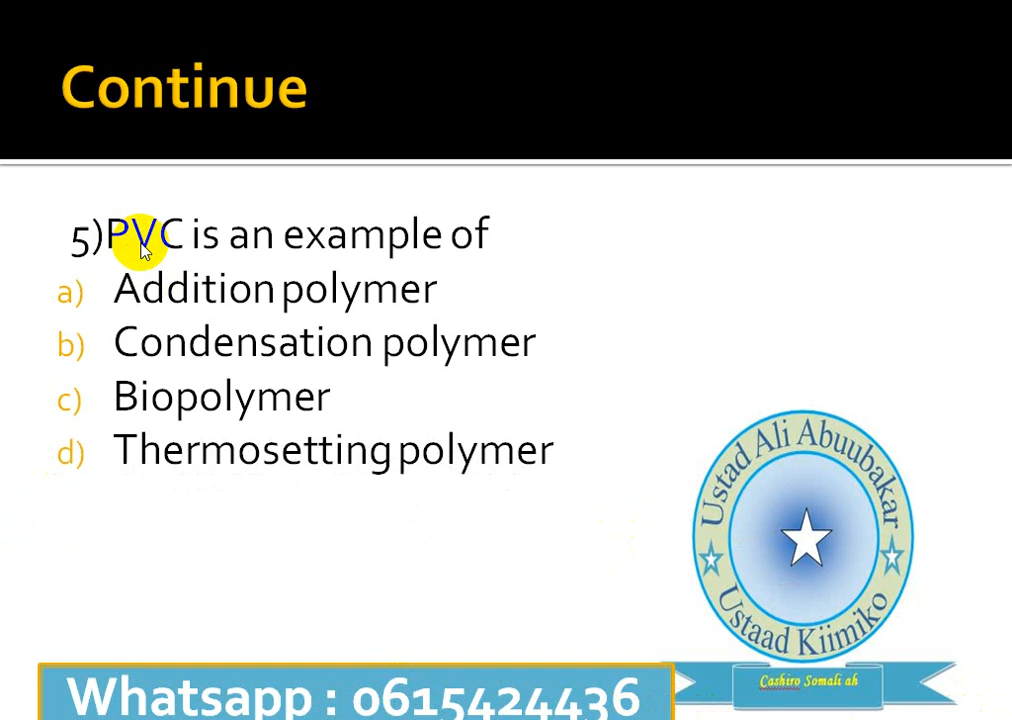 Continue
5)PVC is an example of
a) Addition polymer
b) Condensation polymer
c) Biopolymer
d) Thermosetting polymer
Ustad Ali Abuubakar
Ustaad Kiimiko
Cashiro Somali ah
Whatsapp : 0615424436